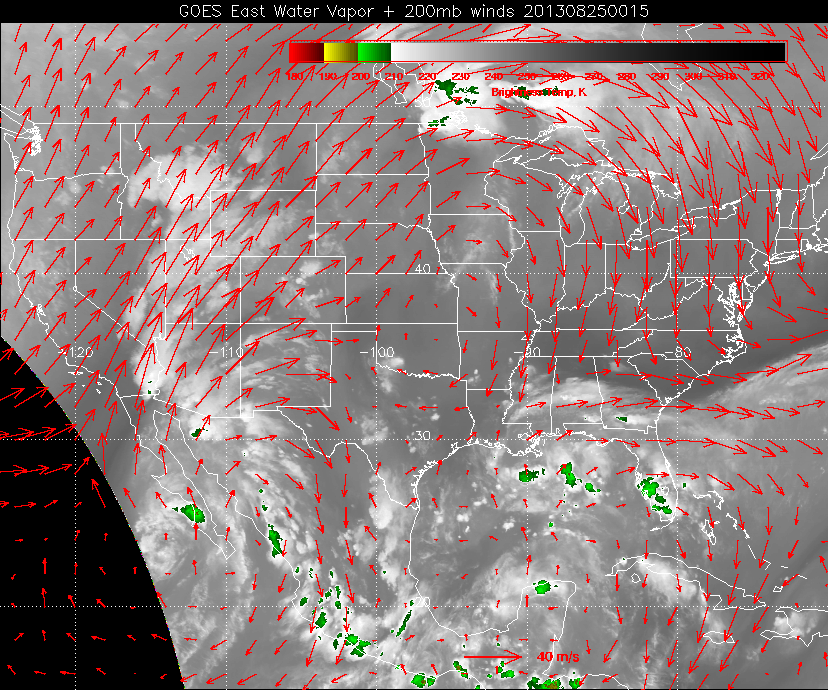 GOES East Water Vapor + 200mb winds 201308250015
180 190 200 210 220 230 240 250 260 270 280 290 300 310 320
Brightness Temp, K
40
-120 -110 -100 -90 -80
30
20
40 m/s